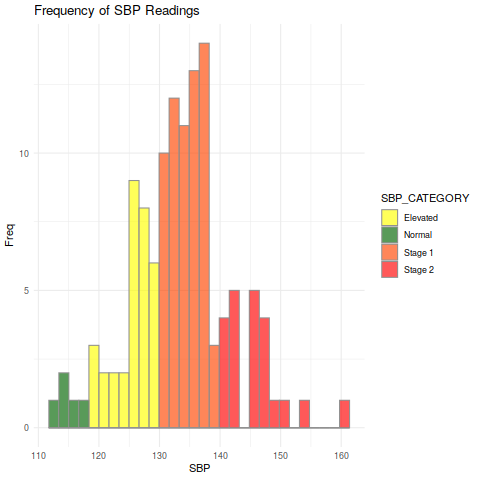 Frequency of SBP Readings
10
5
0
Freq
110 120 130 140 150 160
SBP
SBP_CATEGORY
Elevated
Normal
Stage 1
Stage 2